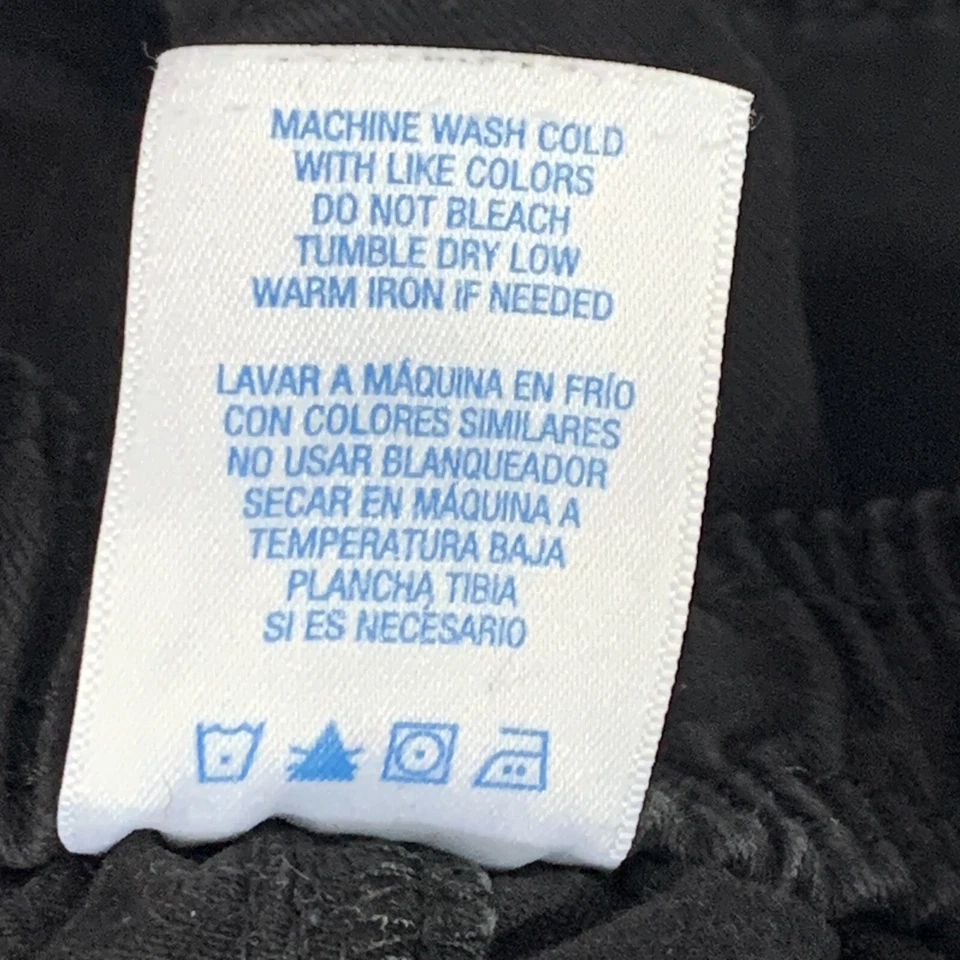 MACHINE WASH COLD
WITH LIKE COLORS
DO NOT BLEACH
TUMBLE DRY LOW
WARM IRON IF NEEDED
LAVAR A MÁQUINA EN FRÍO
CON COLORES SIMILARES
NO USAR BLANQUEADOR
SECAR EN MÁQUINA A
TEMPERATURA BAJA
PLANCHA TIBIA
SI ES NECESARIO